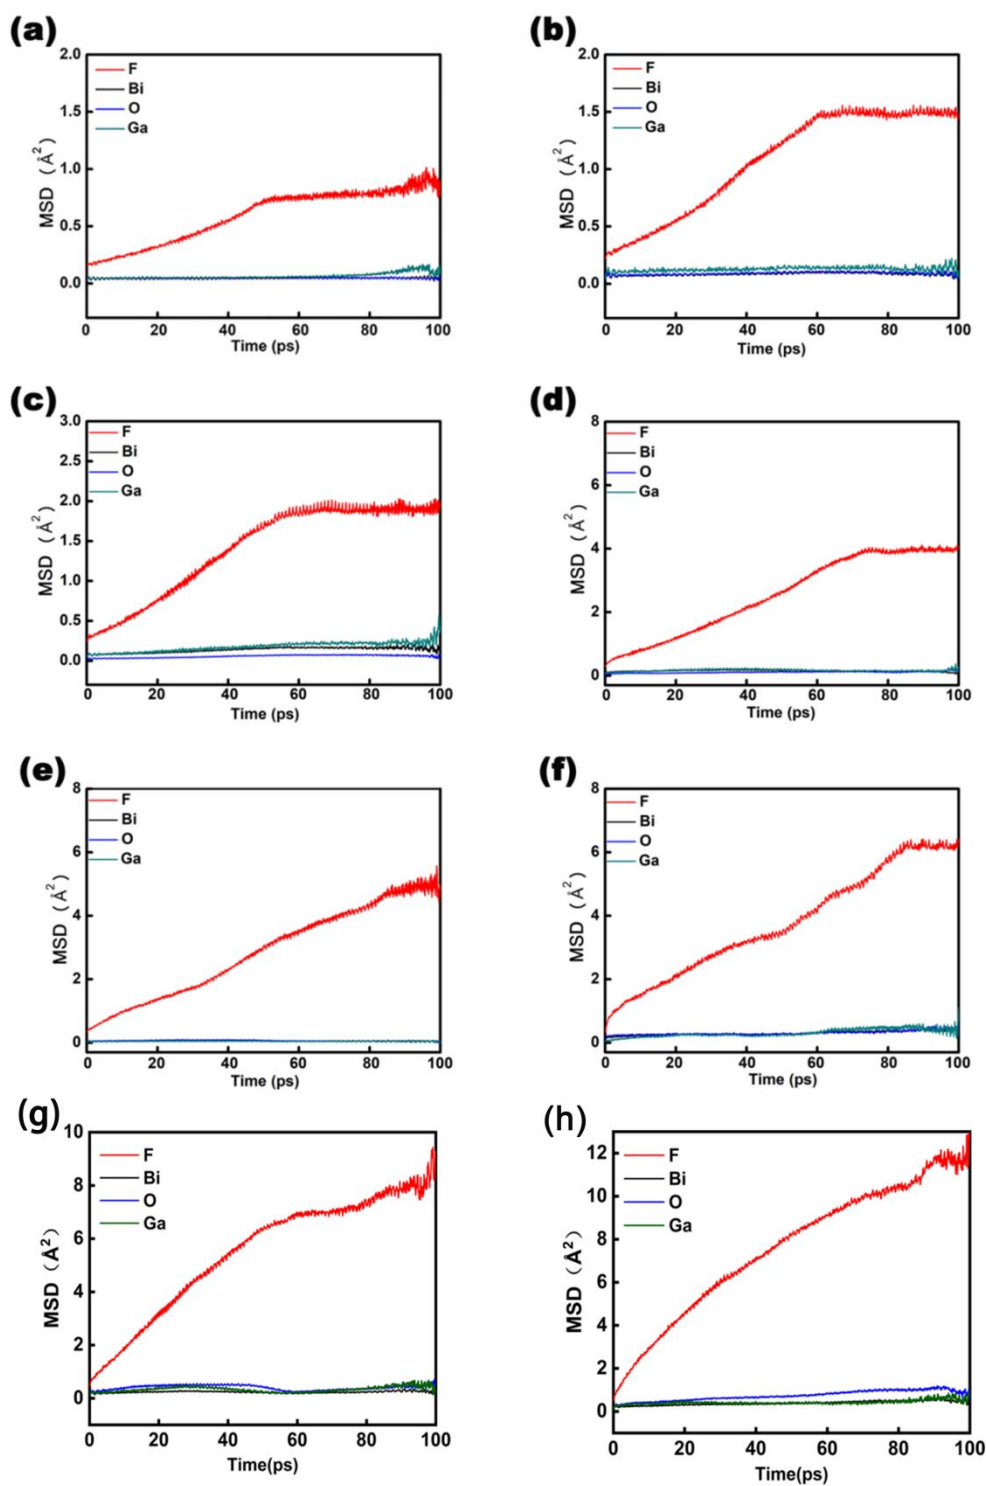 (a)
2.0
1.5
1.0
0.5
0.0
MSD (Å²)
F
Bi
O
Ga
0 20 40 60 80 100
Time (ps)
(b)
2.0
1.5
1.0
0.5
0.0
MSD (Å²)
F
Bi
O
Ga
0 20 40 60 80 100
Time (ps)
(c)
3.0
2.5
2.0
1.5
1.0
0.5
0.0
MSD (Å²)
F
Bi
O
Ga
0 20 40 60 80 100
Time (ps)
(d)
8
6
4
2
0
MSD (Å²)
F
Bi
O
Ga
0 20 40 60 80 100
Time (ps)
(e)
8
6
4
2
0
MSD (Å²)
F
Bi
O
Ga
0 20 40 60 80 100
Time (ps)
(f)
8
6
4
2
0
MSD (Å²)
F
Bi
O
Ga
0 20 40 60 80 100
Time (ps)
(g)
10
8
6
4
2
0
MSD (Å²)
F
Bi
O
Ga
0 20 40 60 80 100
Time(ps)
(h)
12
10
8
6
4
2
0
MSD (Å²)
F
Bi
O
Ga
0 20 40 60 80 100
Time(ps)